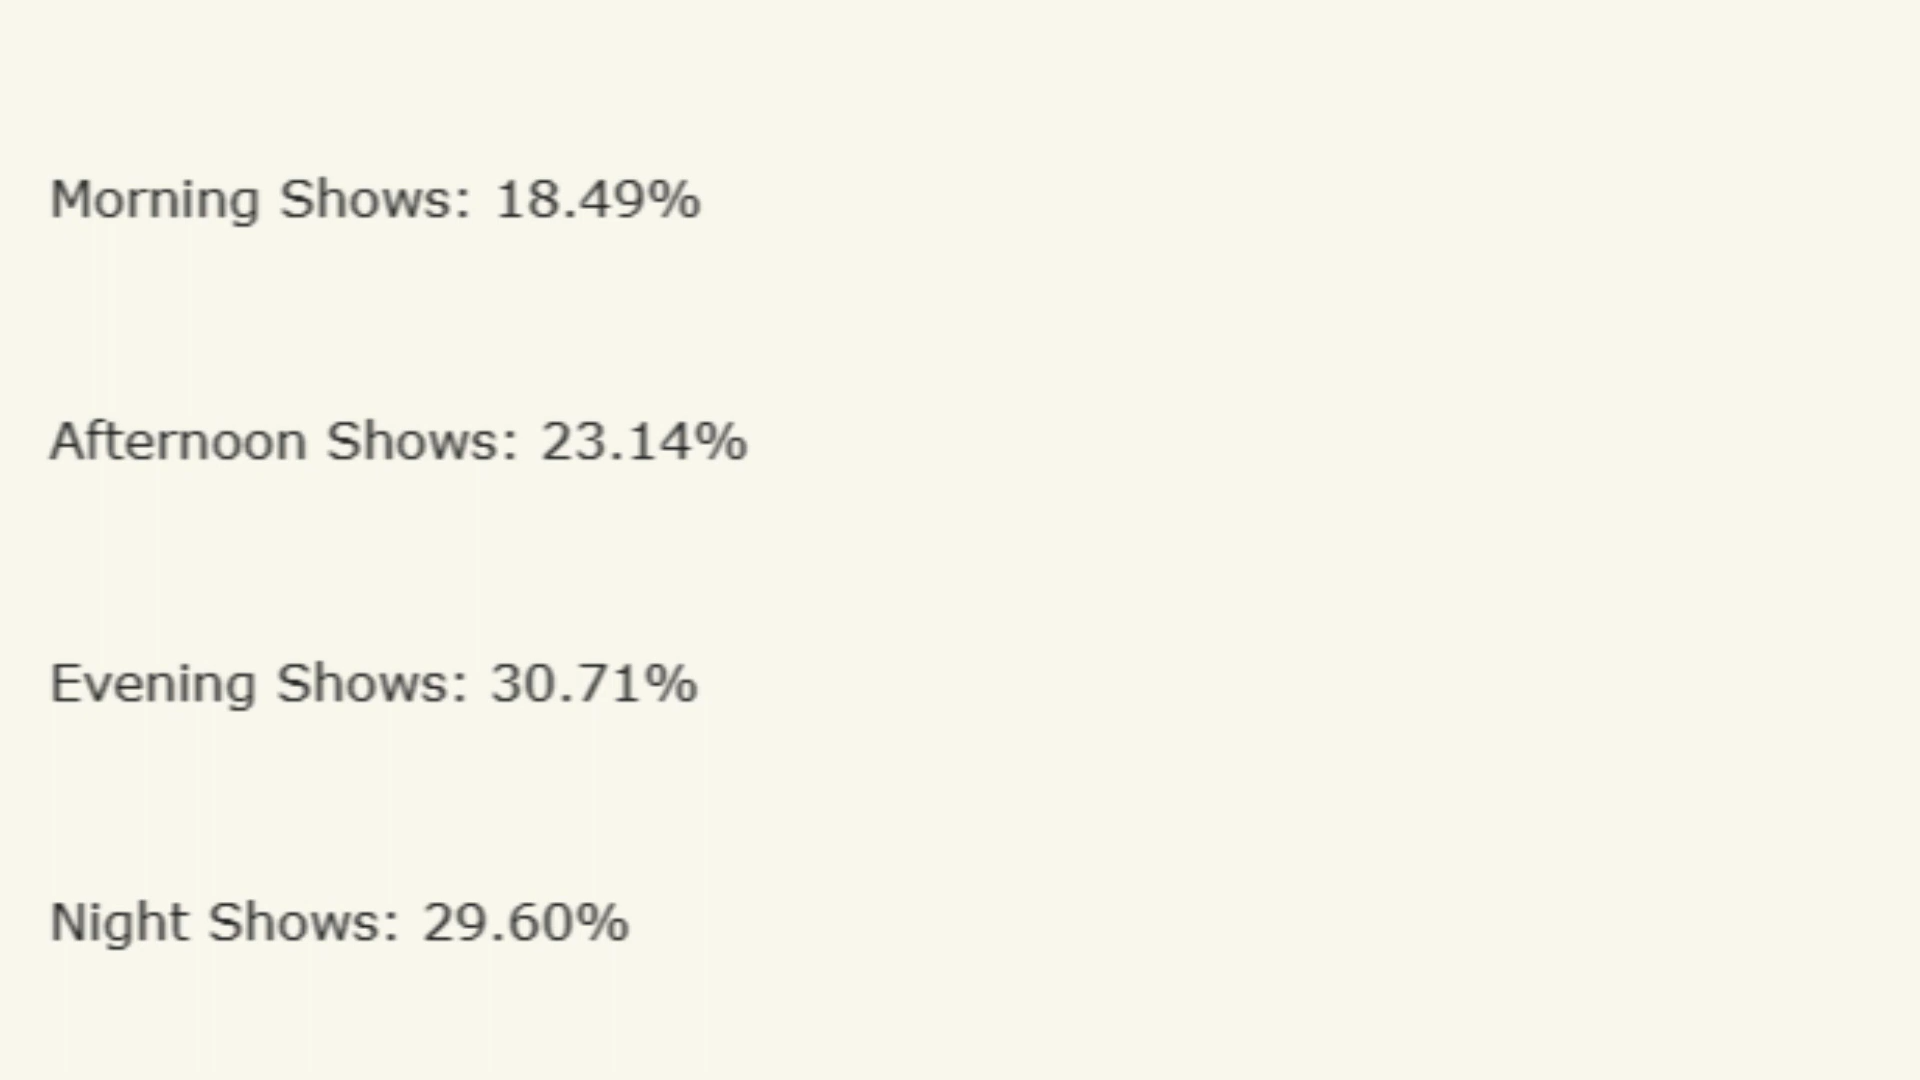 Morning Shows: 18.49%
Afternoon Shows: 23.14%
Evening Shows: 30.71%
Night Shows: 29.60%